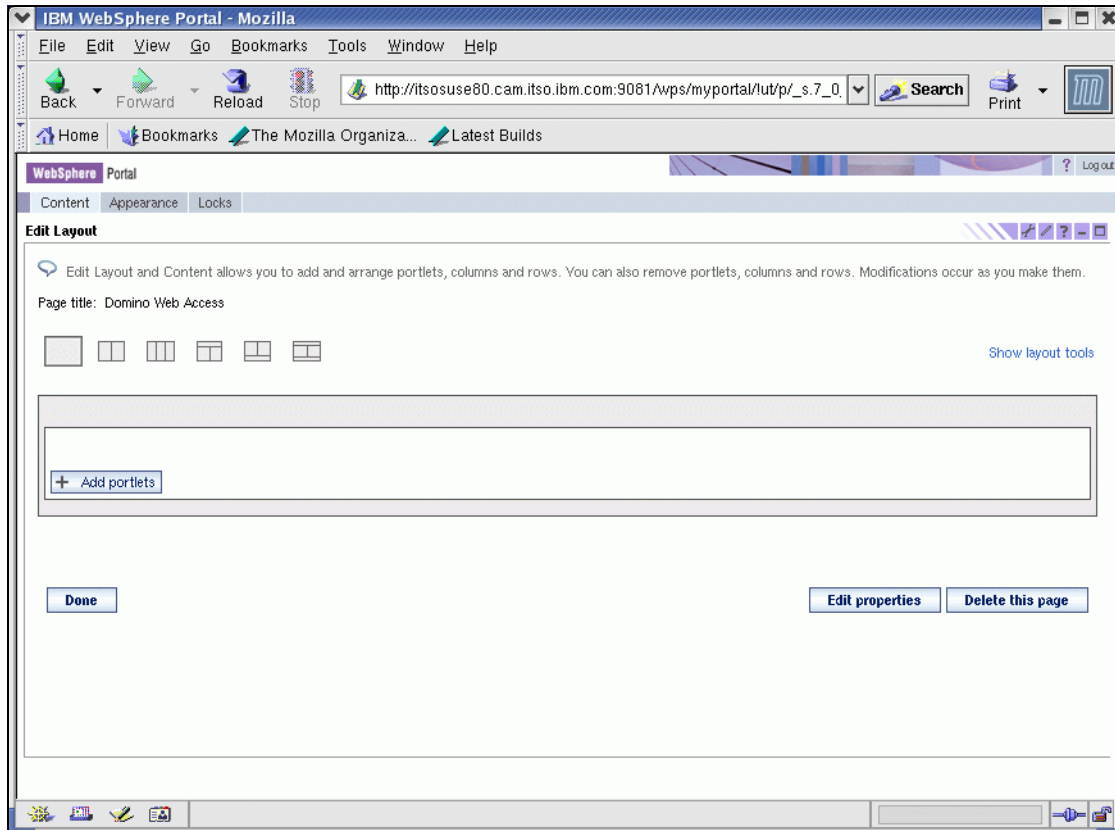 IBM WebSphere Portal - Mozilla
File Edit View Go Bookmarks Tools Window Help
Back Forward Reload Stop http://itsosuse80.cam.itso.ibm.com:9081/wps/myportal/!ut/p/_s.7_0, Search Print
Home Bookmarks The Mozilla Organiza... Latest Builds
WebSphere Portal ? Log out
Content Appearance Locks
Edit Layout
Edit Layout and Content allows you to add and arrange portlets, columns and rows. You can also remove portlets, columns and rows. Modifications occur as you make them.
Page title: Domino Web Access
Show layout tools
+ Add portlets
Done Edit properties Delete this page